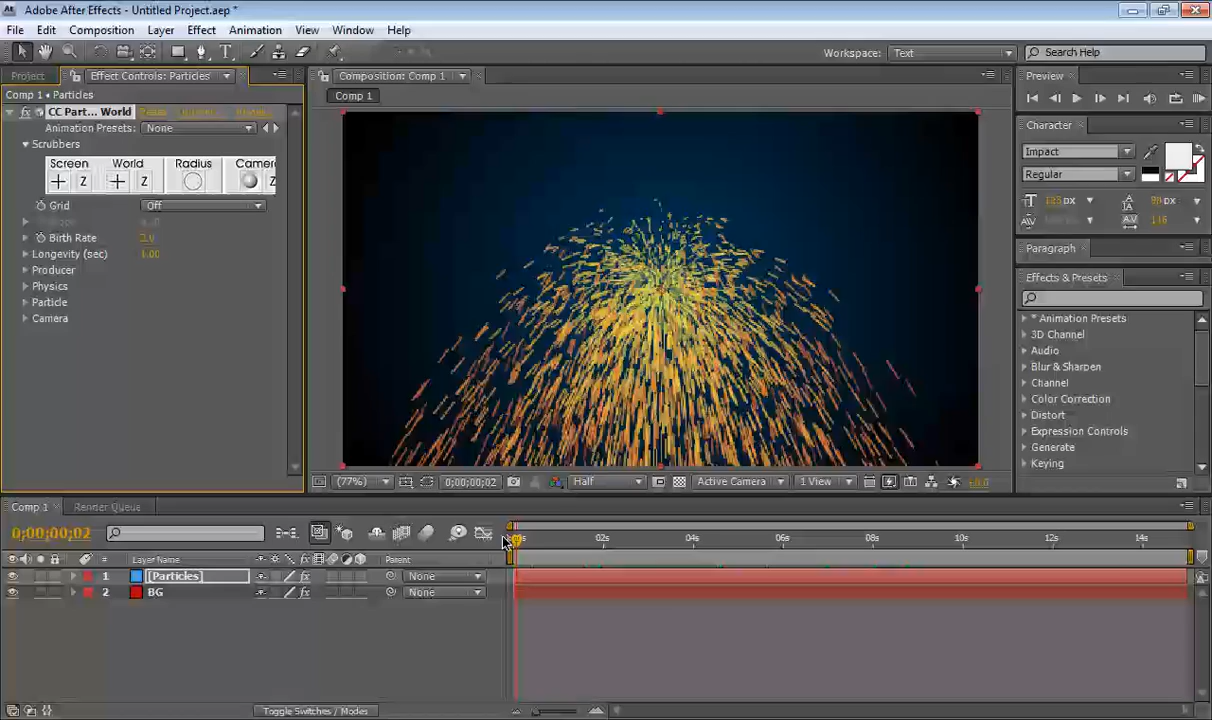 Adobe After Effects - Untitled Project.aep *
File Edit Composition Layer Effect Animation View Window Help
Workspace: Text Search Help
Project Effect Controls: Particles Composition: Comp 1 Preview
Comp 1 • Particles Comp 1
CC Part... World
Animation Presets: None Character
Scrubbers Impact
Screen World Radius Camera Regular
Z Z Z
Grid Off px px
Birth Rate
Longevity (sec) 1.00 Paragraph
Producer Effects & Presets
Physics
Particle * Animation Presets
Camera 3D Channel
Audio
Blur & Sharpen
Channel
Color Correction
Distort
Expression Controls
Generate
Keying
(77%) 0;00;00;02 Half Active Camera 1 View +0.0
Comp 1 Render Queue
0;00;00;02 02s 04s 06s 08s 10s 12s 14s
# Layer Name Parent
1 [Particles] None
2 BG None
Toggle Switches / Modes